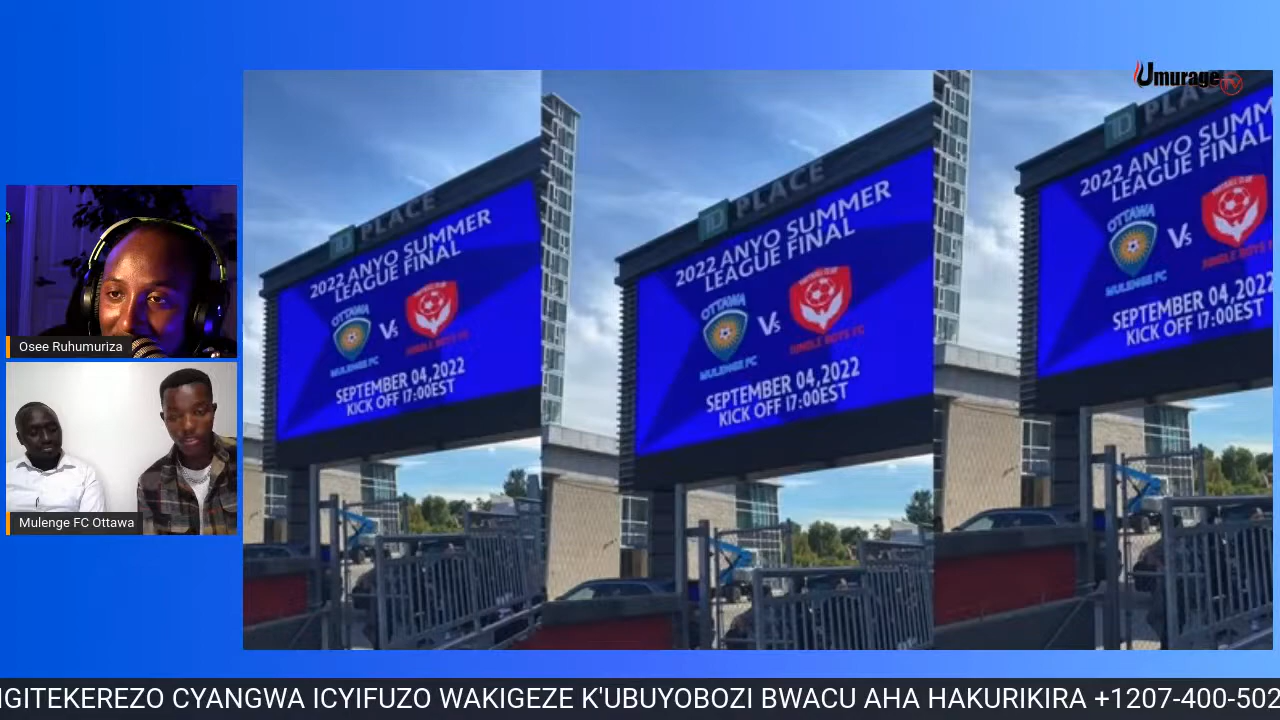 Umurage TV
PLACE
2022 ANYO SUMMER
LEAGUE FINAL
OTTAWA
MULENGE FC
Vs
JUNGLE BOYS FC
SEPTEMBER 04,2022
KICK OFF 17:00EST
TD PLACE
2022 ANYO SUMMER
LEAGUE FINAL
OTTAWA
MULENGE FC
Vs
JUNGLE BOYS FC
SEPTEMBER 04,2022
KICK OFF 17:00EST
TD PLACE
2022 ANYO SUMM
LEAGUE FINAL
OTTAWA
MULENGE FC
Vs
FOOTBALL CLUB
JUNGLE BOYS
SEPTEMBER 04,2022
KICK OFF 17:00EST
Osee Ruhumuriza
Mulenge FC Ottawa
NGITEKEREZO CYANGWA ICYIFUZO WAKIGEZE K'UBUYOBOZI BWACU AHA HAKURIKIRA +1207-400-502